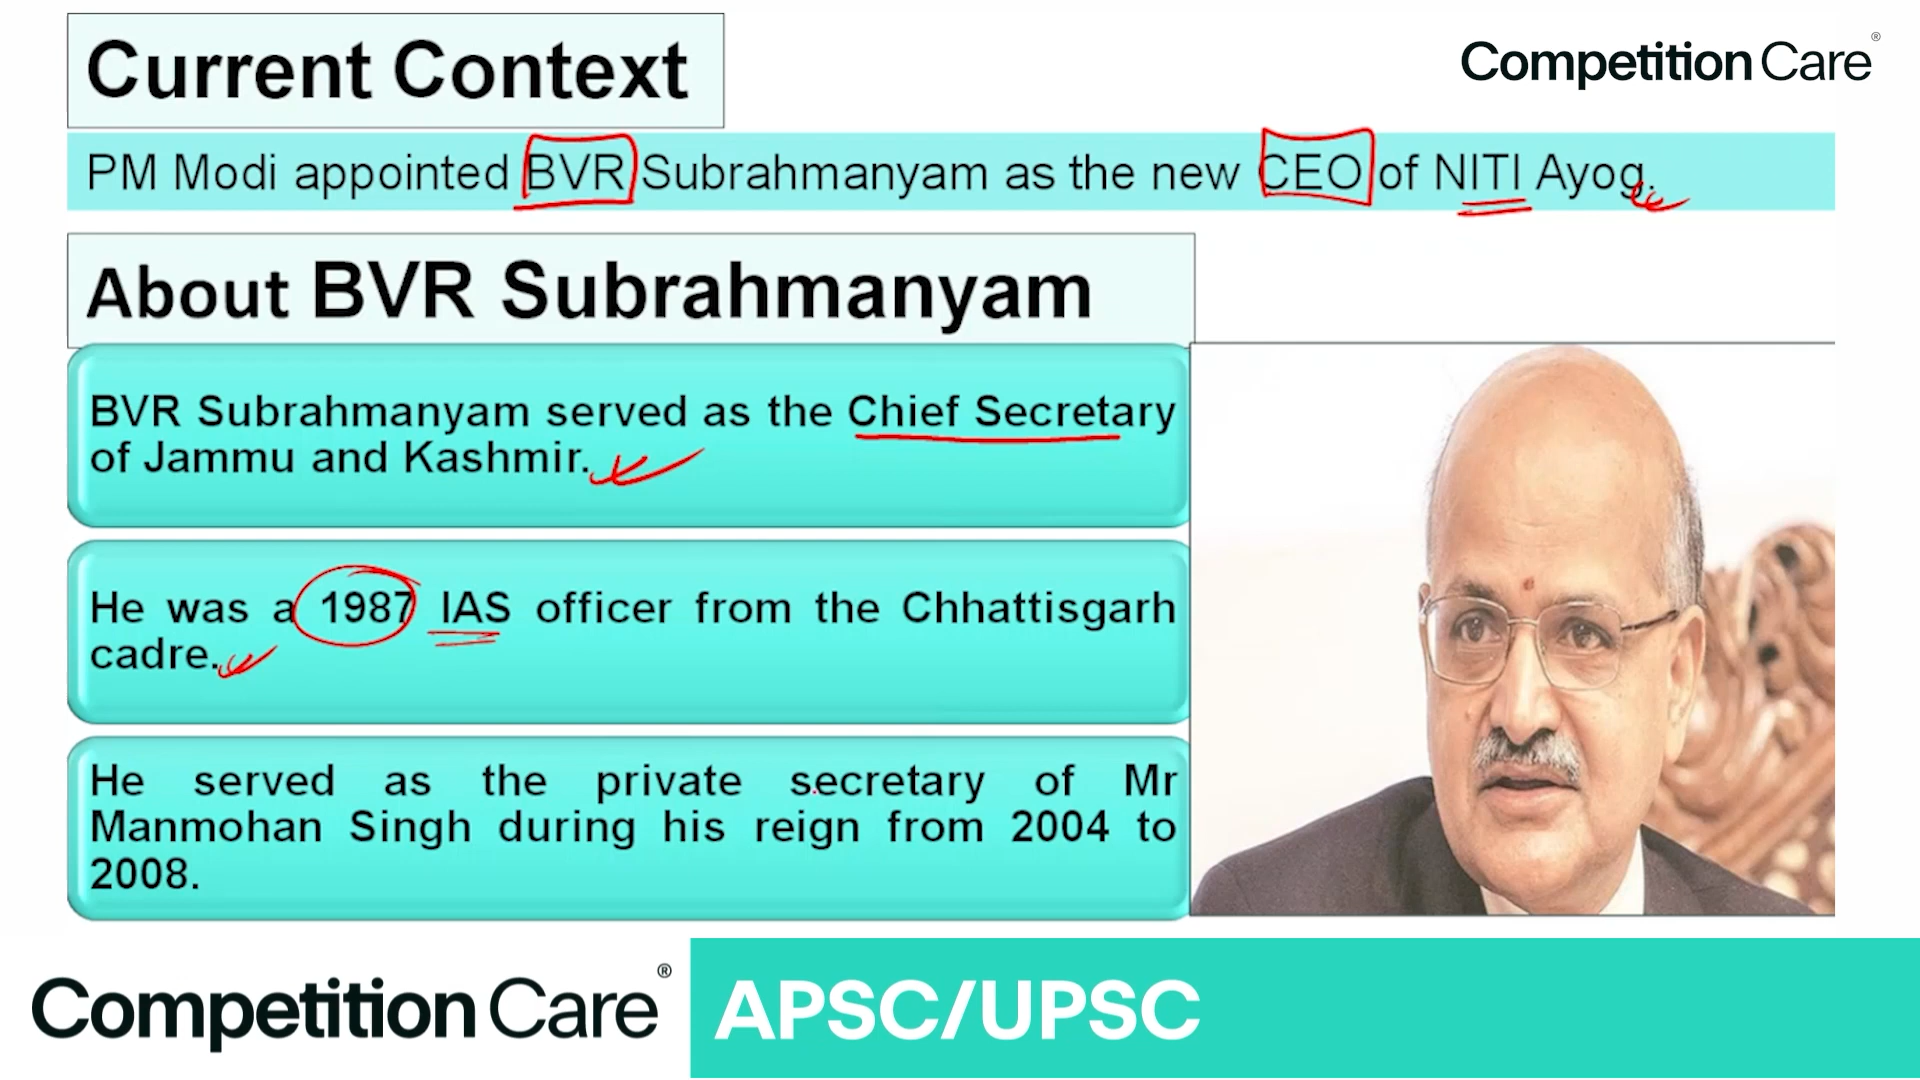 Current Context
Competition Care®
PM Modi appointed BVR Subrahmanyam as the new CEO of NITI Ayog.
About BVR Subrahmanyam
BVR Subrahmanyam served as the Chief Secretary
of Jammu and Kashmir.
He was a 1987 IAS officer from the Chhattisgarh
cadre.
He served as the private secretary of Mr
Manmohan Singh during his reign from 2004 to
2008.
Competition Care®
APSC/UPSC